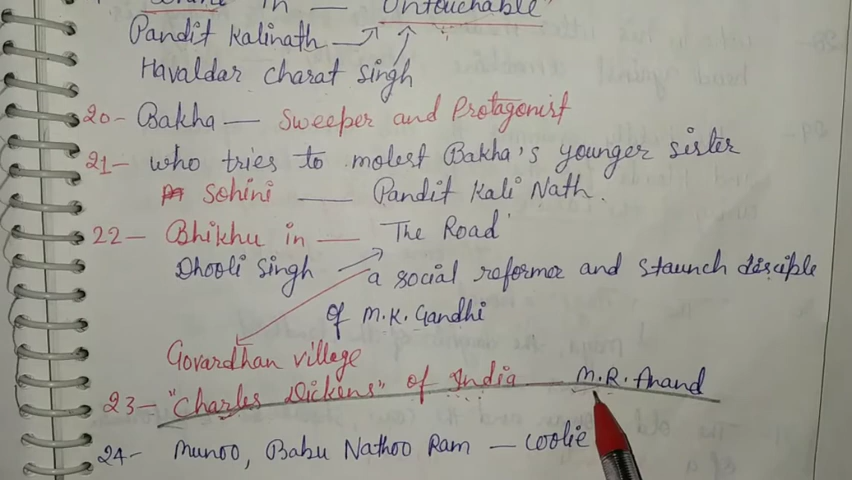 in — "Untouchable"
Pandit Kalinath
Havaldar charat Singh
20- Bakha — Sweeper and Protagonist
21- who tries to molest Bakha's younger sister
Sohini — Pandit Kali Nath.
22- Bhikhu in — The Road'
Dhooli Singh a social reformer and staunch disciple
of M.K. Gandhi
Govardhan village
23- "Charles Dickens" of India — M.R. Anand
24- Munoo, Babu Nathoo Ram — Coolie